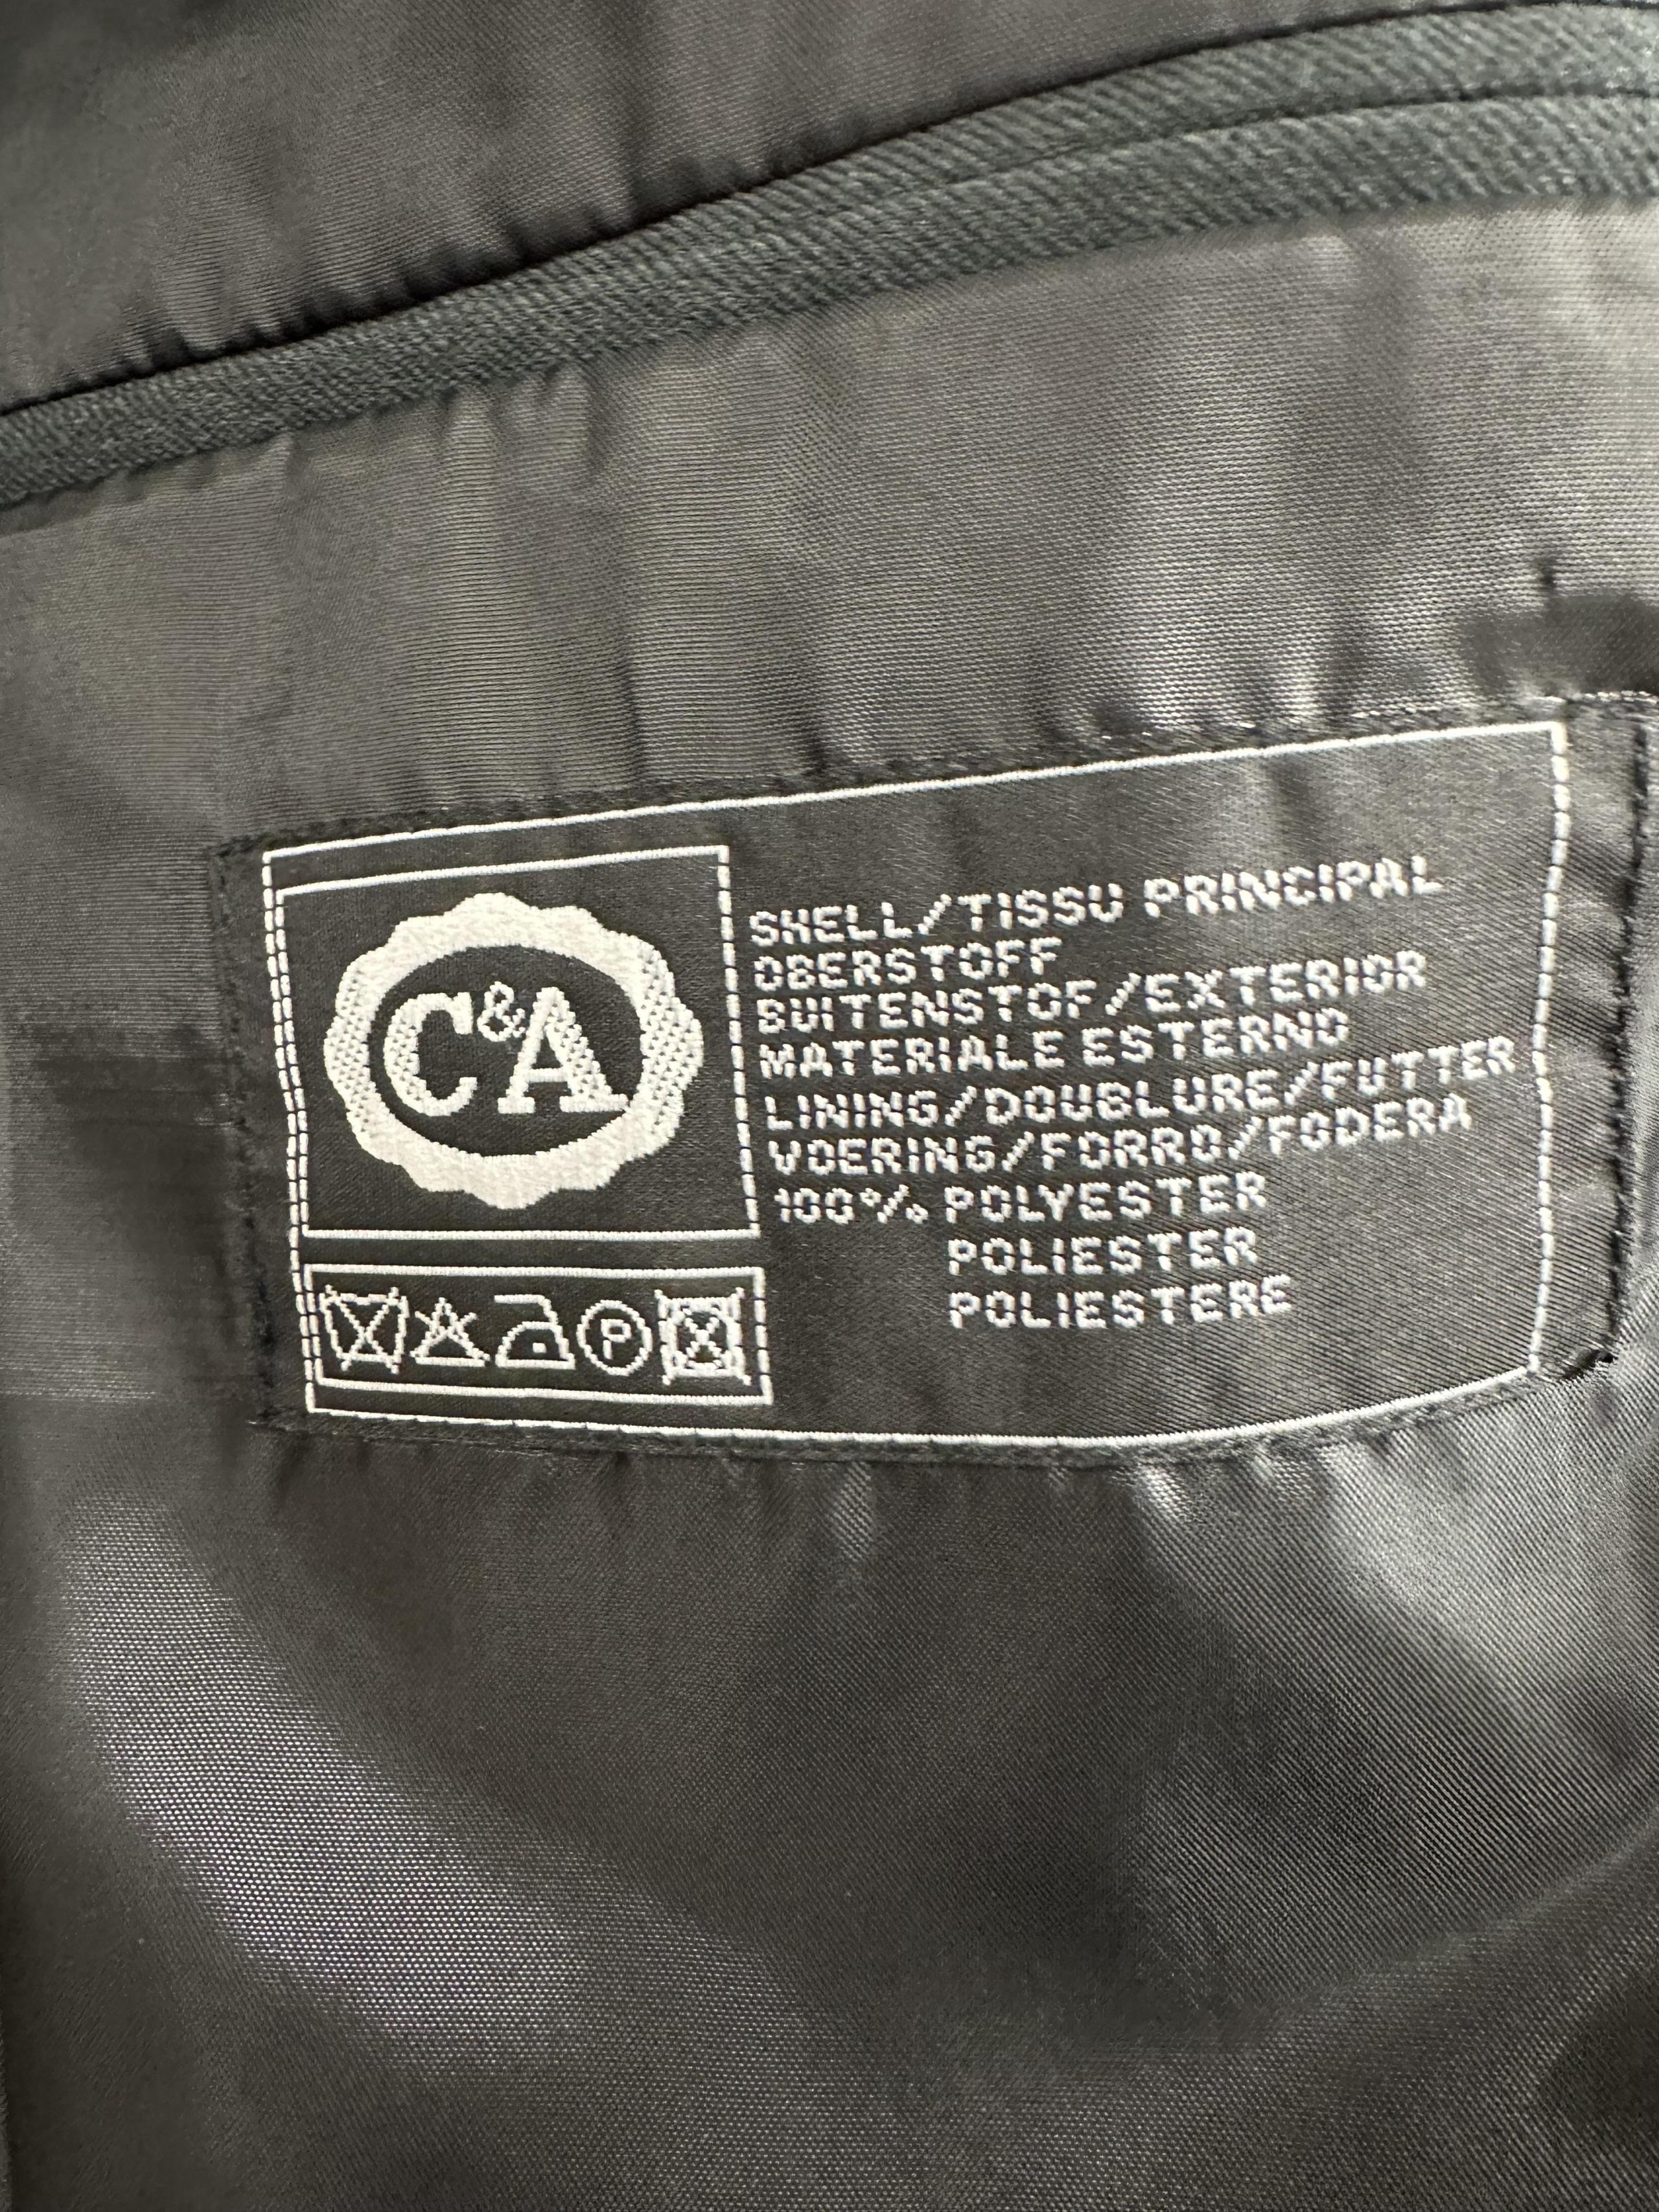 C&A
SHELL/TISSU PRINCIPAL
OBERSTOFF
BUITENSTOF/EXTERIOR
MATERIALE ESTERNO
LINING/DOUBLURE/FUTTER
VOERING/FORRO/FODERA
100% POLYESTER
POLIESTER
POLIESTERE
P